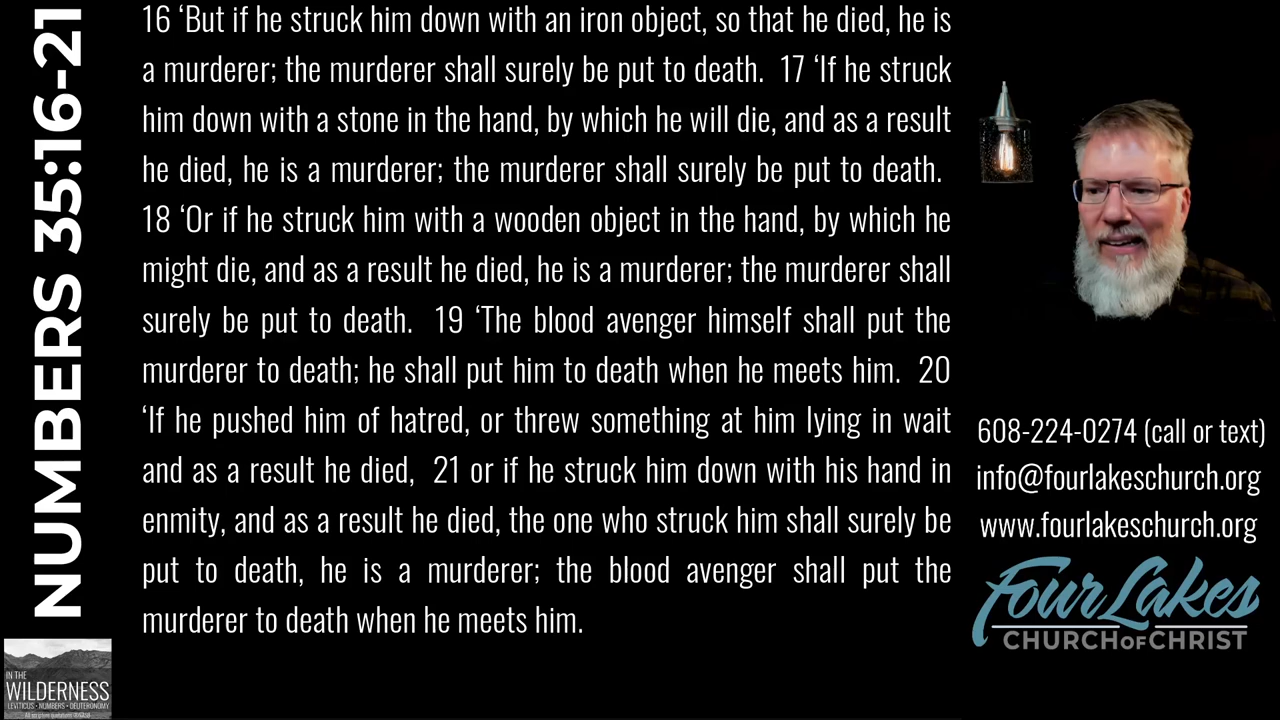 NUMBERS 35:16-21
16 ‘But if he struck him down with an iron object, so that he died, he is
a murderer; the murderer shall surely be put to death. 17 ‘If he struck
him down with a stone in the hand, by which he will die, and as a result
he died, he is a murderer; the murderer shall surely be put to death.
18 ‘Or if he struck him with a wooden object in the hand, by which he
might die, and as a result he died, he is a murderer; the murderer shall
surely be put to death. 19 ‘The blood avenger himself shall put the
murderer to death; he shall put him to death when he meets him. 20
‘If he pushed him of hatred, or threw something at him lying in wait
and as a result he died, 21 or if he struck him down with his hand in
enmity, and as a result he died, the one who struck him shall surely be
put to death, he is a murderer; the blood avenger shall put the
murderer to death when he meets him.
608-224-0274 (call or text)
info@fourlakeschurch.org
www.fourlakeschurch.org
Four Lakes
CHURCH OF CHRIST
IN THE
WILDERNESS
LEVITICUS • NUMBERS • DEUTERONOMY